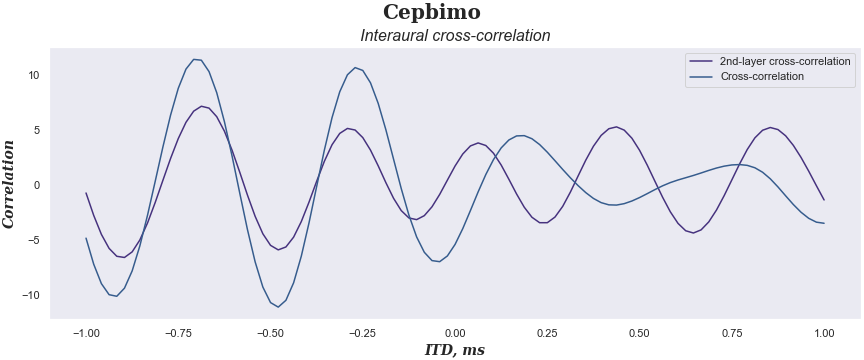 Cepbimo
Interaural cross-correlation
2nd-layer cross-correlation
Cross-correlation
Correlation
10
5
0
−5
−10
−1.00 −0.75 −0.50 −0.25 0.00 0.25 0.50 0.75 1.00
ITD, ms